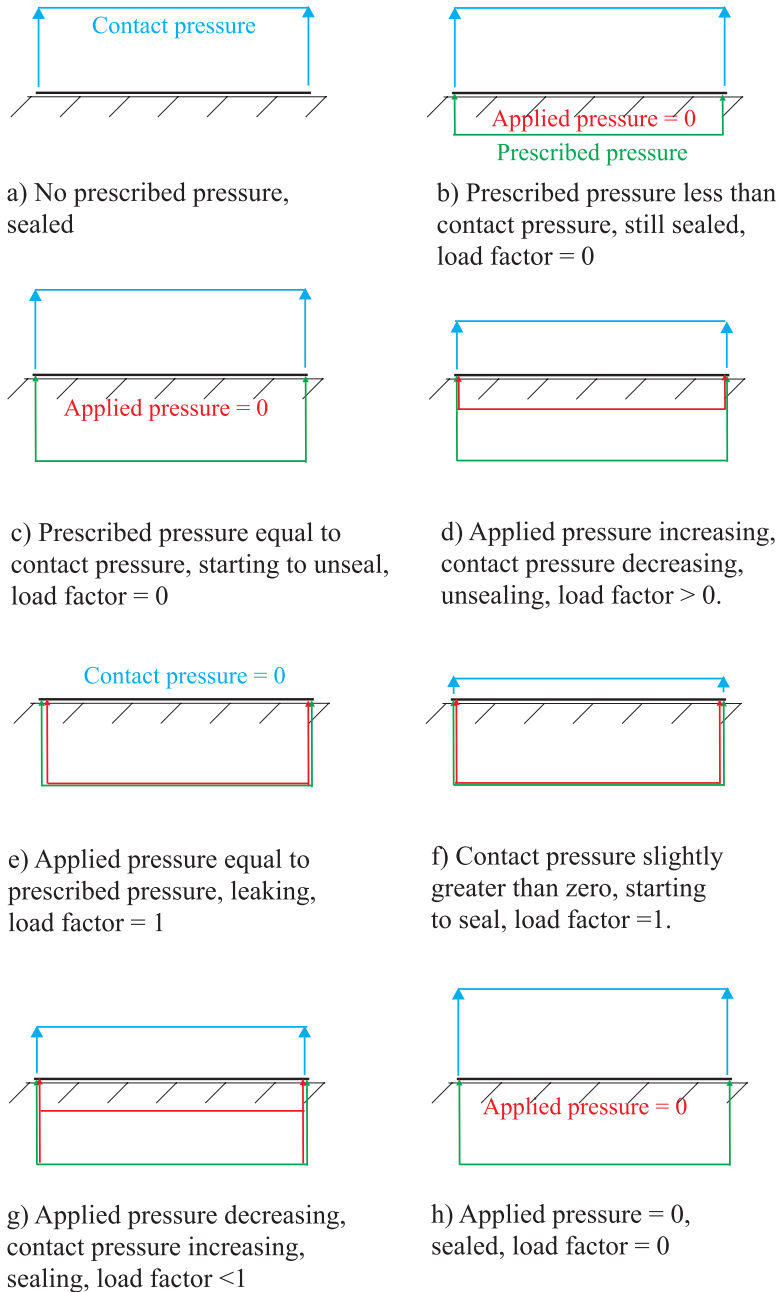 Contact pressure
a) No prescribed pressure,
sealed
Applied pressure = 0
Prescribed pressure
b) Prescribed pressure less than
contact pressure, still sealed,
load factor = 0
Applied pressure = 0
c) Prescribed pressure equal to
contact pressure, starting to unseal,
load factor = 0
d) Applied pressure increasing,
contact pressure decreasing,
unsealing, load factor > 0.
Contact pressure = 0
e) Applied pressure equal to
prescribed pressure, leaking,
load factor = 1
f) Contact pressure slightly
greater than zero, starting
to seal, load factor =1.
g) Applied pressure decreasing,
contact pressure increasing,
sealing, load factor <1
Applied pressure = 0
h) Applied pressure = 0,
sealed, load factor = 0